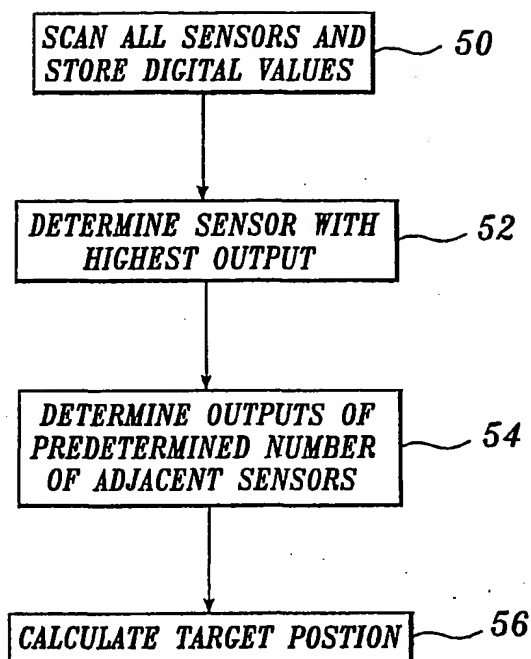 SCAN ALL SENSORS AND
STORE DIGITAL VALUES
50
DETERMINE SENSOR WITH
HIGHEST OUTPUT
52
DETERMINE OUTPUTS OF
PREDETERMINED NUMBER
OF ADJACENT SENSORS
54
CALCULATE TARGET POSTION
56